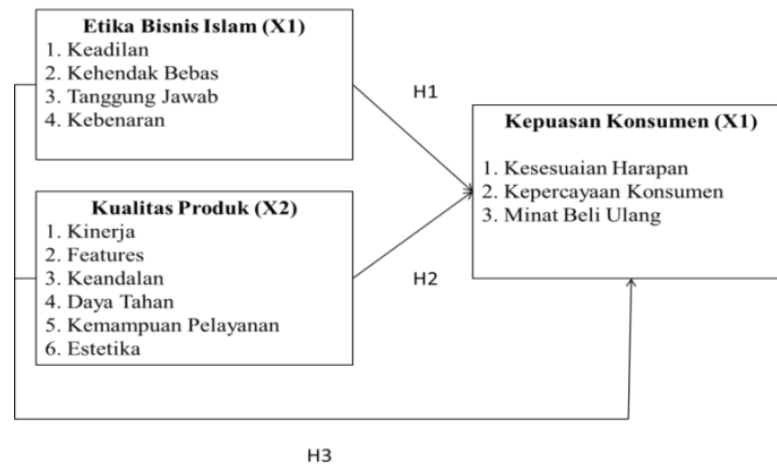 Etika Bisnis Islam (X1)
1. Keadilan
2. Kehendak Bebas
3. Tanggung Jawab
4. Kebenaran
H1
Kepuasan Konsumen (X1)
1. Kesesuaian Harapan
2. Kepercayaan Konsumen
3. Minat Beli Ulang
Kualitas Produk (X2)
1. Kinerja
2. Features
3. Keandalan
4. Daya Tahan
5. Kemampuan Pelayanan
6. Estetika
H2
H3